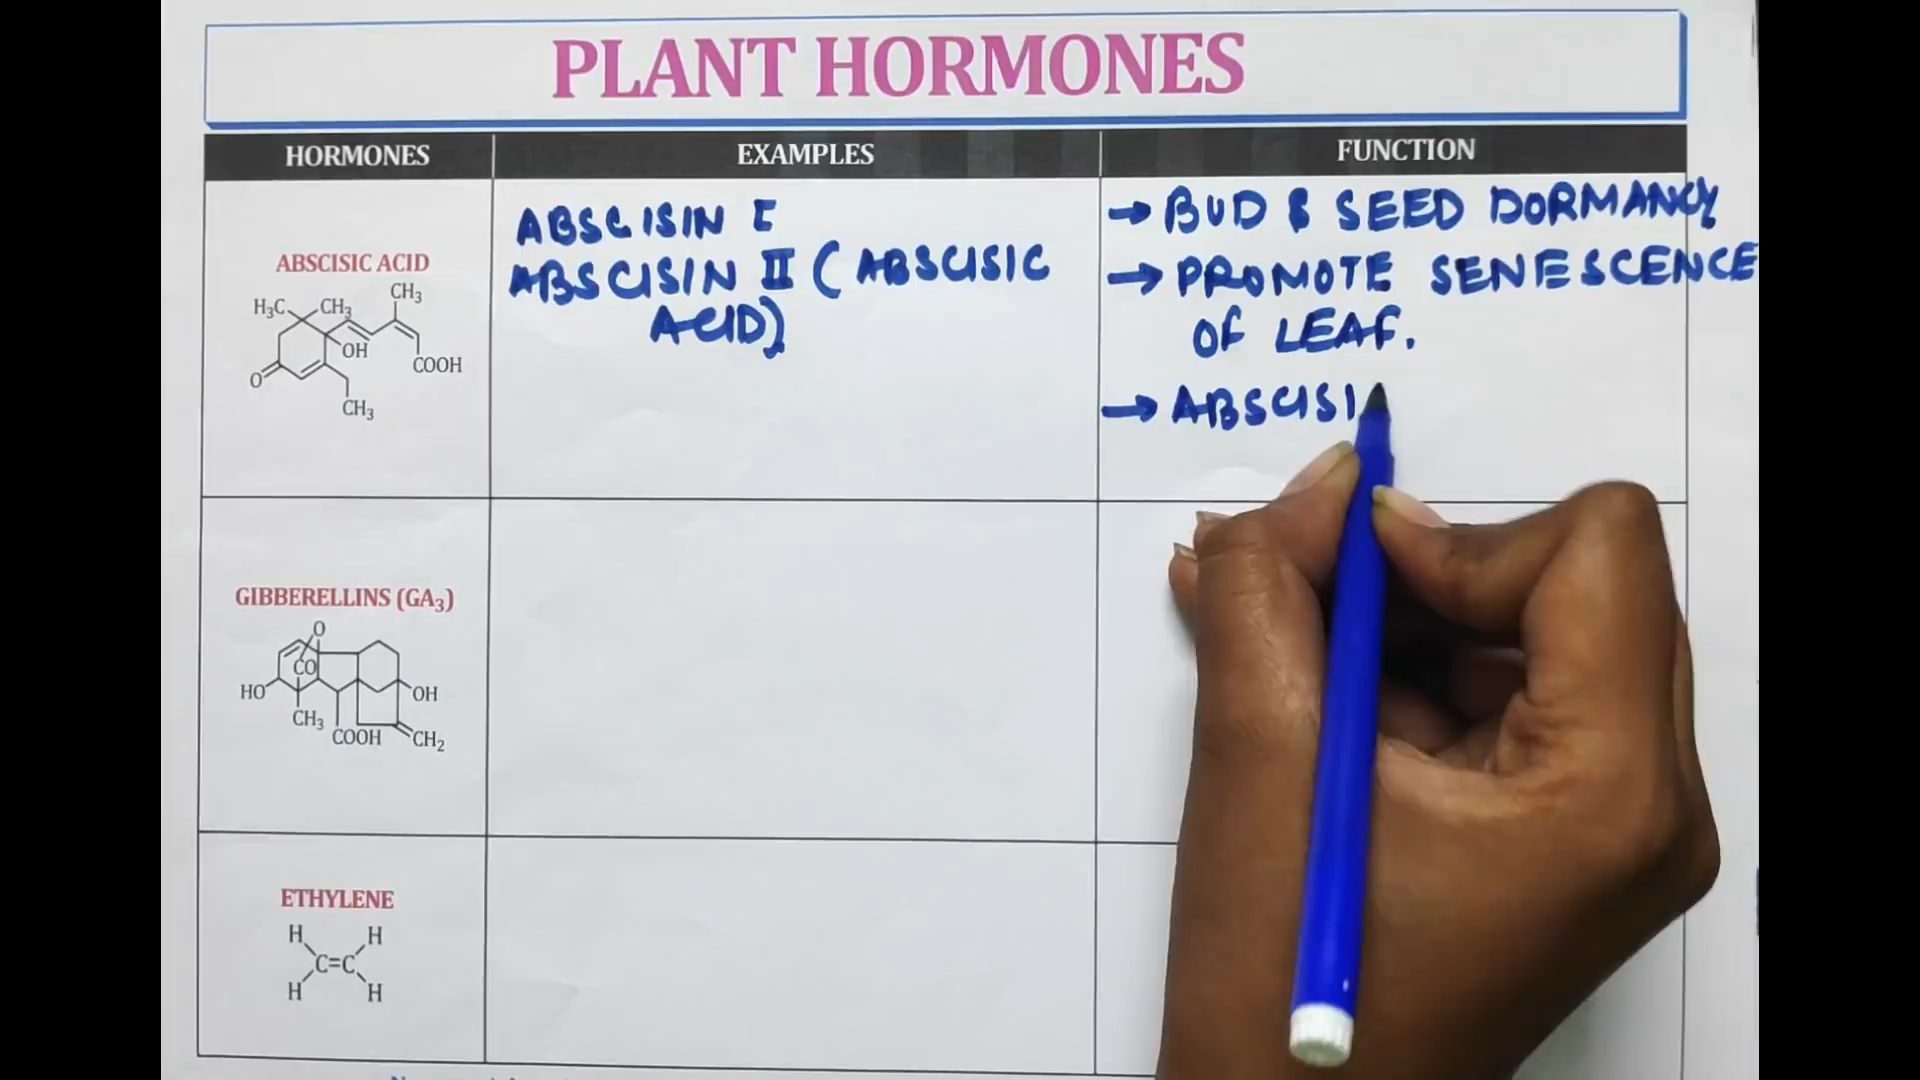 PLANT HORMONES
HORMONES EXAMPLES FUNCTION
ABSCISIC ACID
H₃C CH₃ CH₃
OH
COOH
O
CH₃
ABSCISIN I
ABSCISIN II (ABSCISIC
ACID)
→ BUD & SEED DORMANCY
→ PROMOTE SENESCENCE
OF LEAF.
→ ABSCISI
GIBBERELLINS (GA₃)
O
CO
HO OH
CH₃
COOH CH₂
ETHYLENE
H H
C=C
H H